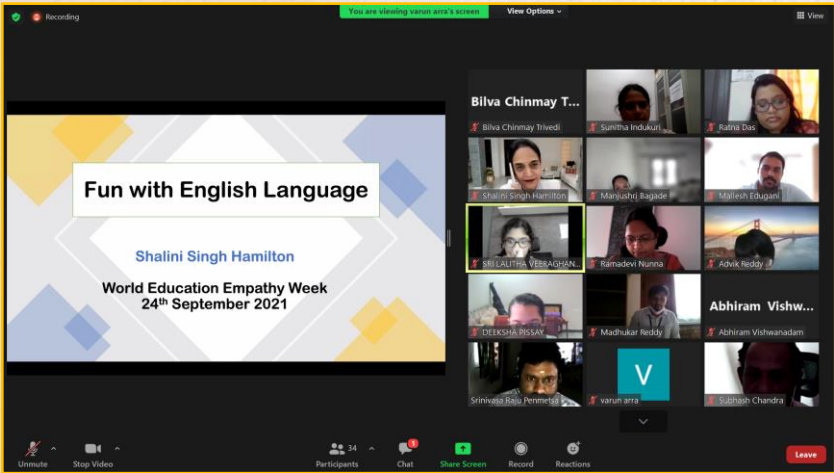 Recording
You are viewing varun arra's screen
View Options
View
Fun with English Language
Shalini Singh Hamilton
World Education Empathy Week
24th September 2021
Bilva Chinmay T...
Bilva Chinmay Trivedi
Sunitha Indukuri
Ratna Das
Shalini Singh Hamilton
Manjushri Bagade
Mallesh Edugani
SRI LALITHA VEERAGHAN...
Ramadevi Nunna
Advik Reddy
DEEKSHA PISSAY
Madhukar Reddy
Abhiram Vishw...
Abhiram Vishwanadam
Srinivasa Raju Penmetsa
V
varun arra
Subhash Chandra
Unmute
Stop Video
34
Participants
1
Chat
Share Screen
Record
Reactions
Leave